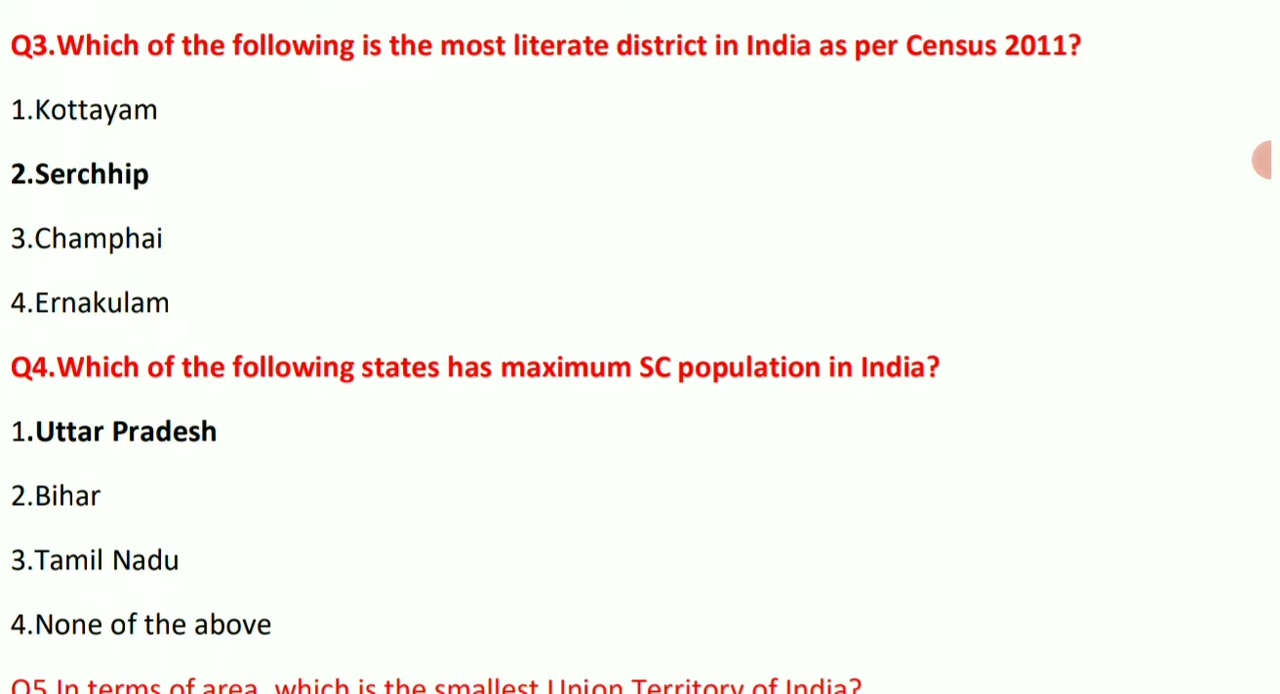 Q3.Which of the following is the most literate district in India as per Census 2011?
1.Kottayam
2.Serchhip
3.Champhai
4.Ernakulam
Q4.Which of the following states has maximum SC population in India?
1.Uttar Pradesh
2.Bihar
3.Tamil Nadu
4.None of the above
Q5.In terms of area, which is the smallest Union Territory of India?